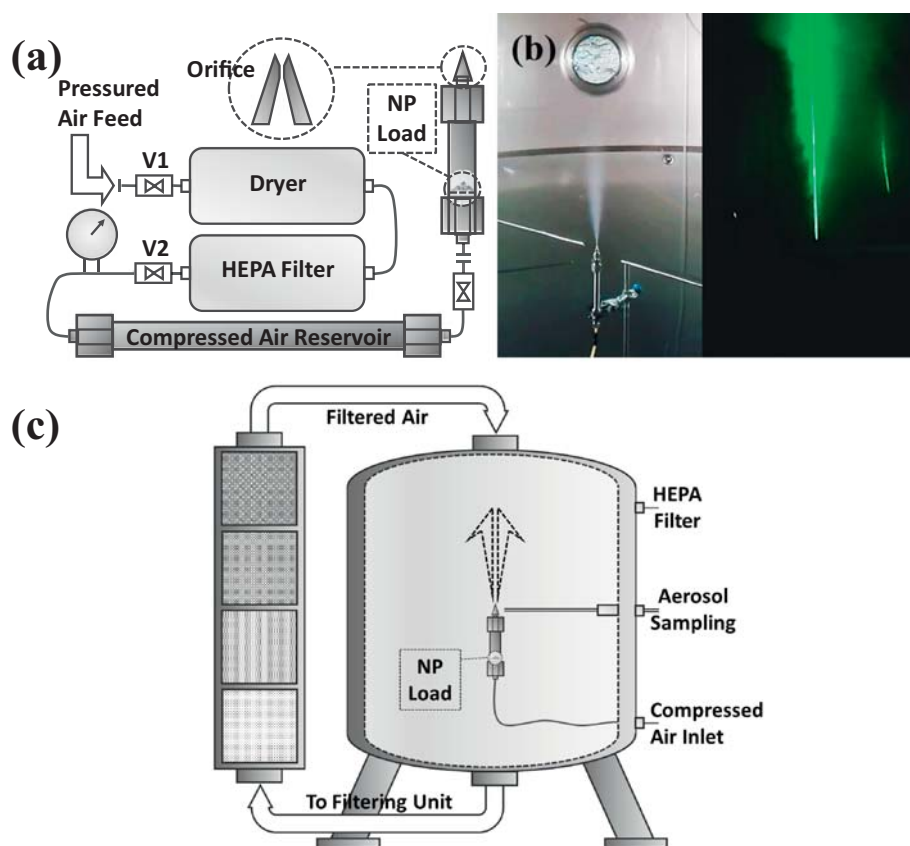 (a)
Orifice
Pressured
Air Feed
NP
Load
V1
Dryer
V2
HEPA Filter
Compressed Air Reservoir
(b)
(c)
Filtered Air
HEPA
Filter
Aerosol
Sampling
NP
Load
Compressed
Air Inlet
To Filtering Unit